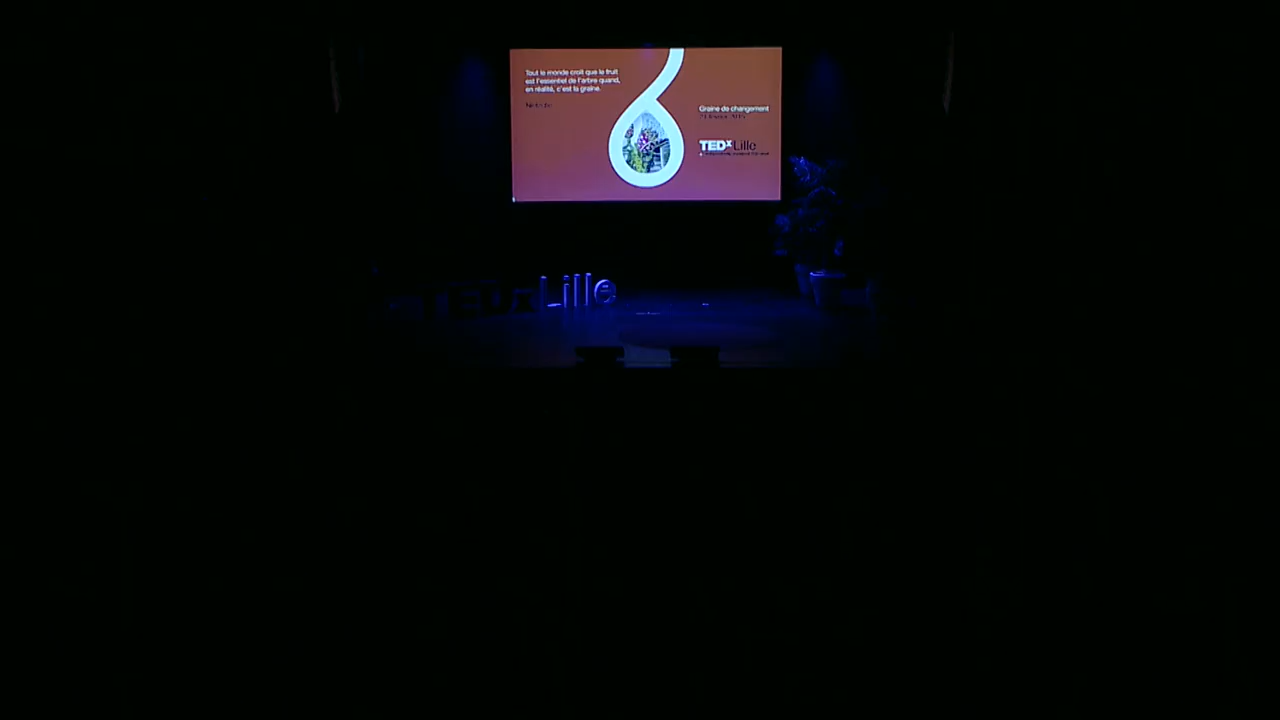 Tout le monde croit que le fruit
est l'essentiel de l'arbre quand,
en réalité, c'est la graine.
Graine de changement
TEDxLille
TEDxLille